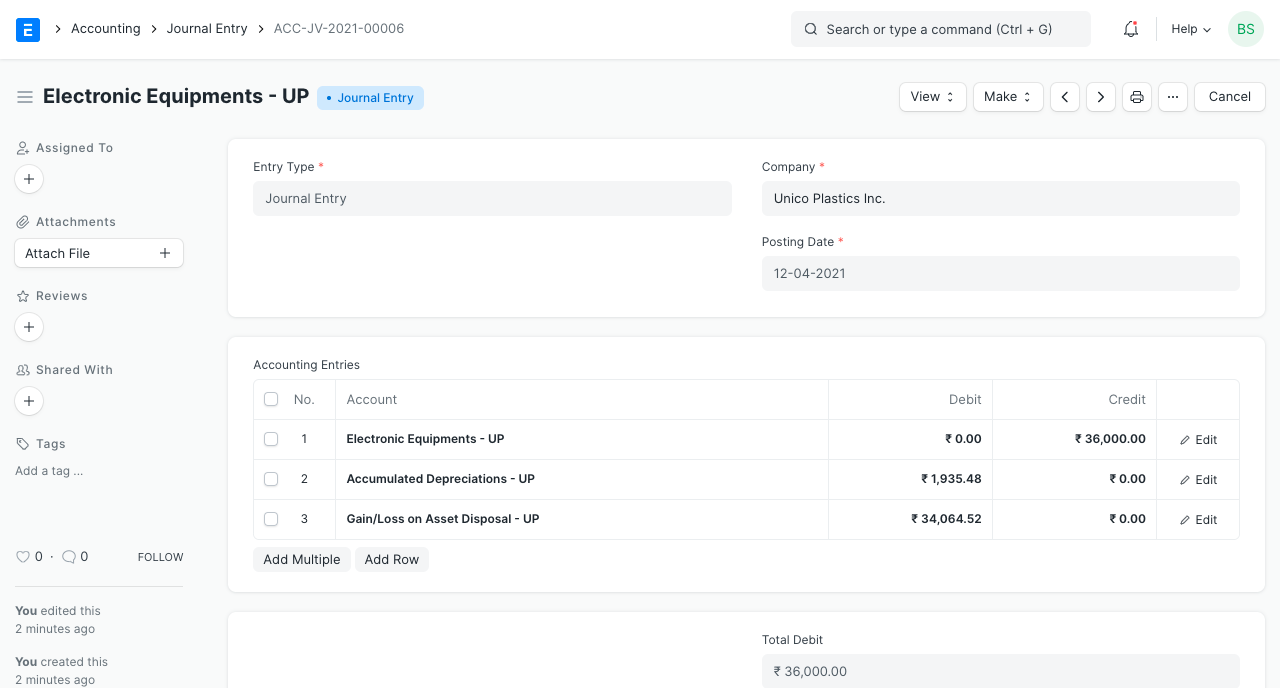 E Accounting Journal Entry ACC-JV-2021-00006 Search or type a command (Ctrl + G) Help BS
Electronic Equipments - UP • Journal Entry View Make ... Cancel
Assigned To
+
Attachments
Attach File +
Reviews
+
Shared With
+
Tags
Add a tag ...
0 · 0 FOLLOW
You edited this
2 minutes ago
You created this
2 minutes ago
Entry Type *
Journal Entry
Company *
Unico Plastics Inc.
Posting Date *
12-04-2021
Accounting Entries
No. Account Debit Credit
1 Electronic Equipments - UP ₹ 0.00 ₹ 36,000.00 Edit
2 Accumulated Depreciations - UP ₹ 1,935.48 ₹ 0.00 Edit
3 Gain/Loss on Asset Disposal - UP ₹ 34,064.52 ₹ 0.00 Edit
Add Multiple Add Row
Total Debit
₹ 36,000.00